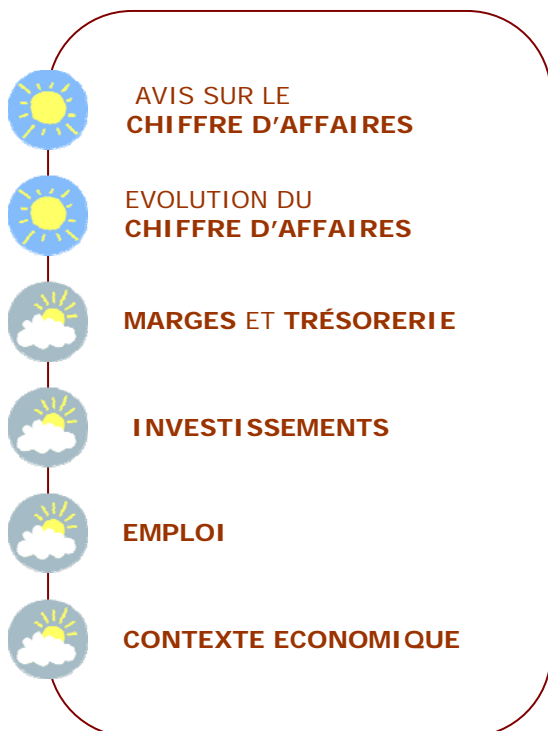 AVIS SUR LE
CHIFFRE D'AFFAIRES
EVOLUTION DU
CHIFFRE D'AFFAIRES
MARGES ET TRÉSORERIE
INVESTISSEMENTS
EMPLOI
CONTEXTE ECONOMIQUE